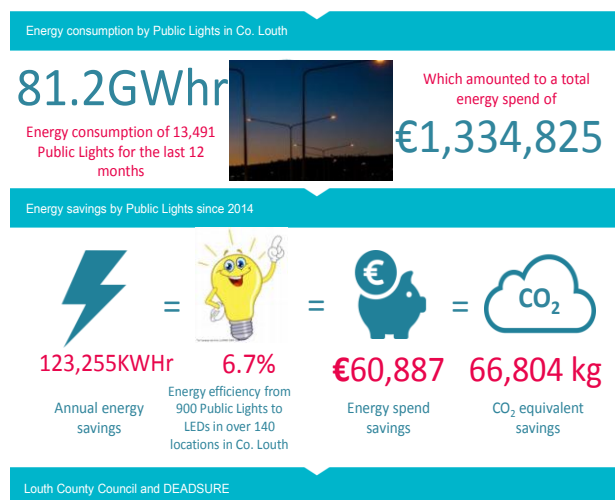 Energy consumption by Public Lights in Co. Louth
81.2GWhr
Energy consumption of 13,491
Public Lights for the last 12
months
Which amounted to a total
energy spend of
€1,334,825
Energy savings by Public Lights since 2014
€
CO2
=
=
=
123,255KWHr
Annual energy
savings
6.7%
Energy efficiency from
900 Public Lights to
LEDs in over 140
locations in Co. Louth
€60,887
Energy spend
savings
66,804 kg
CO2 equivalent
savings
Louth County Council and DEADSURE